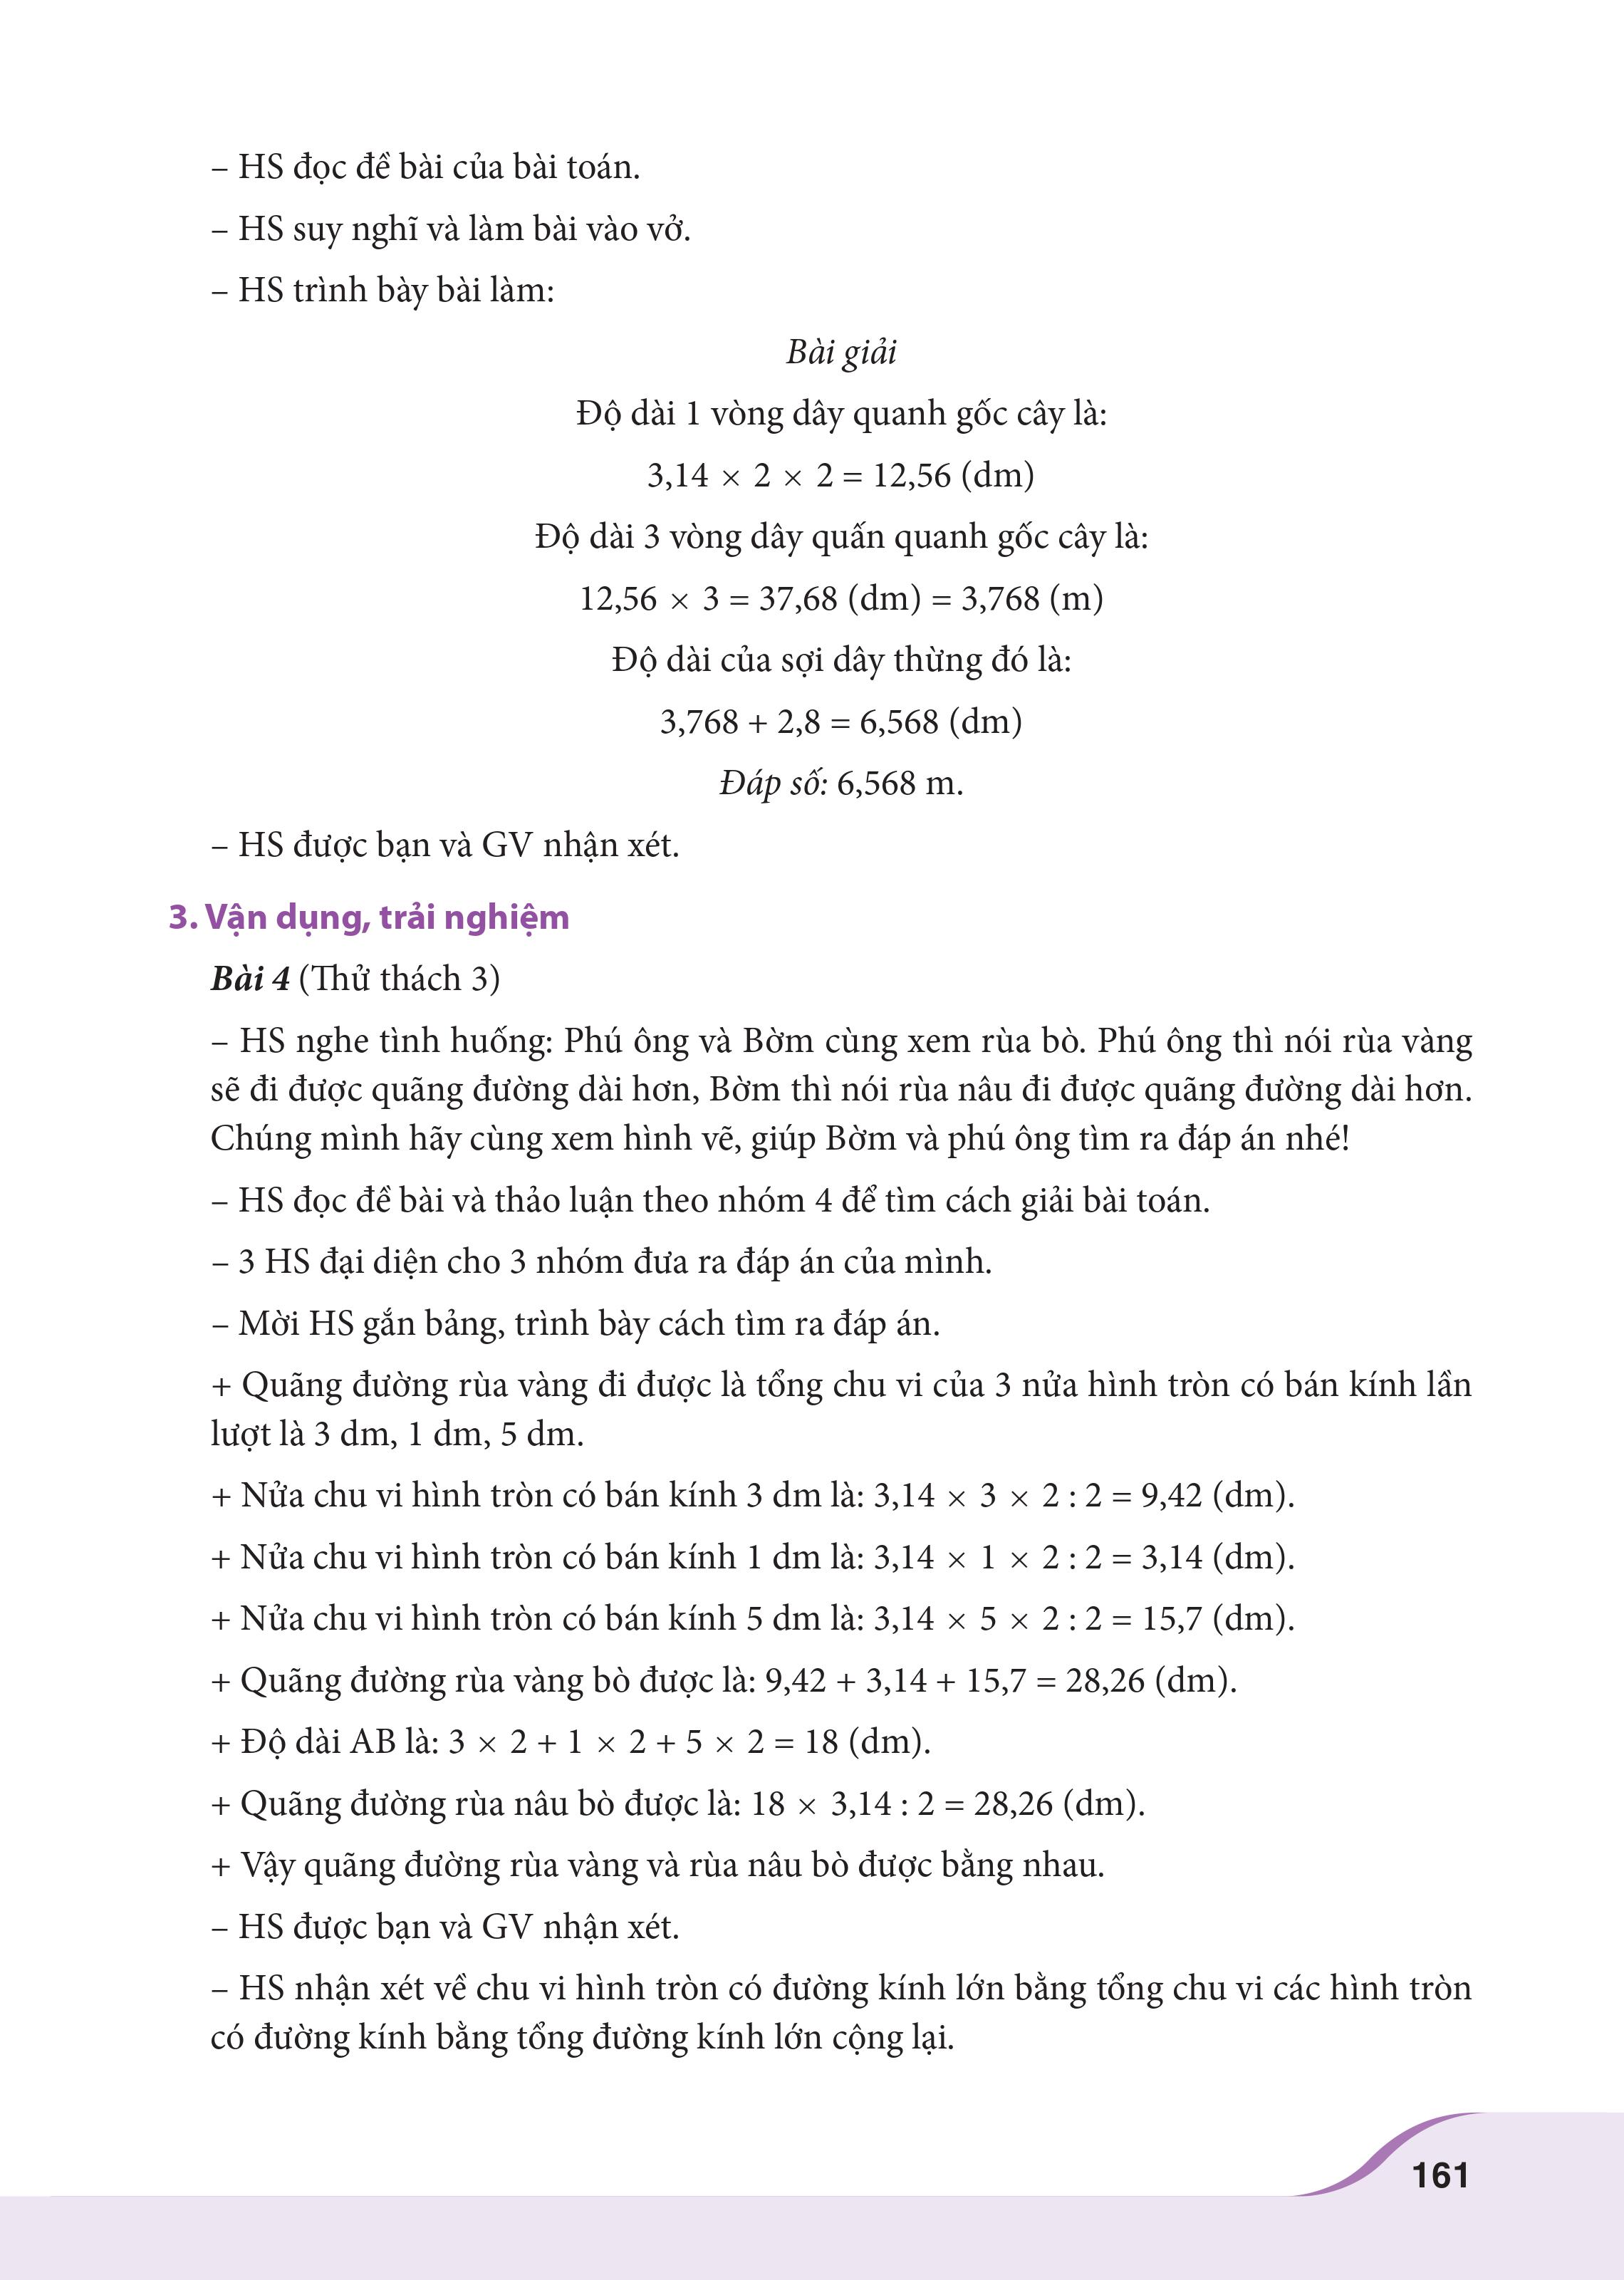 – HS đọc đề bài của bài toán.
– HS suy nghĩ và làm bài vào vở.
– HS trình bày bài làm:
Bài giải
Độ dài 1 vòng dây quanh gốc cây là:
3,14 × 2 × 2 = 12,56 (dm)
Độ dài 3 vòng dây quấn quanh gốc cây là:
12,56 × 3 = 37,68 (dm) = 3,768 (m)
Độ dài của sợi dây thừng đó là:
3,768 + 2,8 = 6,568 (dm)
Đáp số: 6,568 m.
– HS được bạn và GV nhận xét.
3. Vận dụng, trải nghiệm
Bài 4 (Thử thách 3)
– HS nghe tình huống: Phú ông và Bờm cùng xem rùa bò. Phú ông thì nói rùa vàng
sẽ đi được quãng đường dài hơn, Bờm thì nói rùa nâu đi được quãng đường dài hơn.
Chúng mình hãy cùng xem hình vẽ, giúp Bờm và phú ông tìm ra đáp án nhé!
– HS đọc đề bài và thảo luận theo nhóm 4 để tìm cách giải bài toán.
– 3 HS đại diện cho 3 nhóm đưa ra đáp án của mình.
– Mời HS gắn bảng, trình bày cách tìm ra đáp án.
+ Quãng đường rùa vàng đi được là tổng chu vi của 3 nửa hình tròn có bán kính lần
lượt là 3 dm, 1 dm, 5 dm.
+ Nửa chu vi hình tròn có bán kính 3 dm là: 3,14 × 3 × 2 : 2 = 9,42 (dm).
+ Nửa chu vi hình tròn có bán kính 1 dm là: 3,14 × 1 × 2 : 2 = 3,14 (dm).
+ Nửa chu vi hình tròn có bán kính 5 dm là: 3,14 × 5 × 2 : 2 = 15,7 (dm).
+ Quãng đường rùa vàng bò được là: 9,42 + 3,14 + 15,7 = 28,26 (dm).
+ Độ dài AB là: 3 × 2 + 1 × 2 + 5 × 2 = 18 (dm).
+ Quãng đường rùa nâu bò được là: 18 × 3,14 : 2 = 28,26 (dm).
+ Vậy quãng đường rùa vàng và rùa nâu bò được bằng nhau.
– HS được bạn và GV nhận xét.
– HS nhận xét về chu vi hình tròn có đường kính lớn bằng tổng chu vi các hình tròn
có đường kính bằng tổng đường kính lớn cộng lại.
161